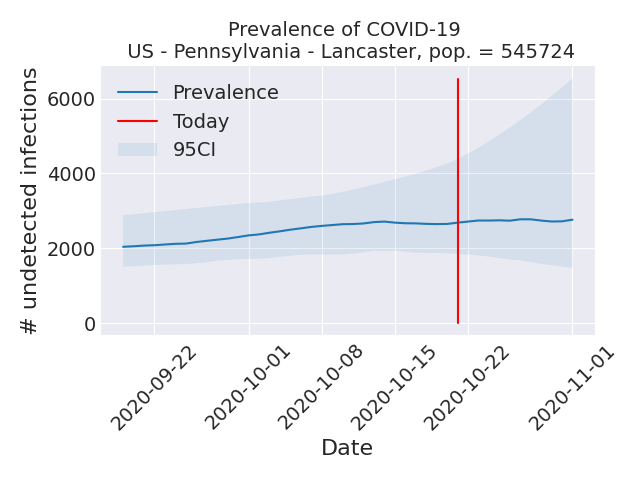 Prevalence of COVID-19
US - Pennsylvania - Lancaster, pop. = 545724
# undetected infections
6000
4000
2000
0
Prevalence
Today
95CI
2020-09-22
2020-10-01
2020-10-08
2020-10-15
2020-10-22
2020-11-01
Date